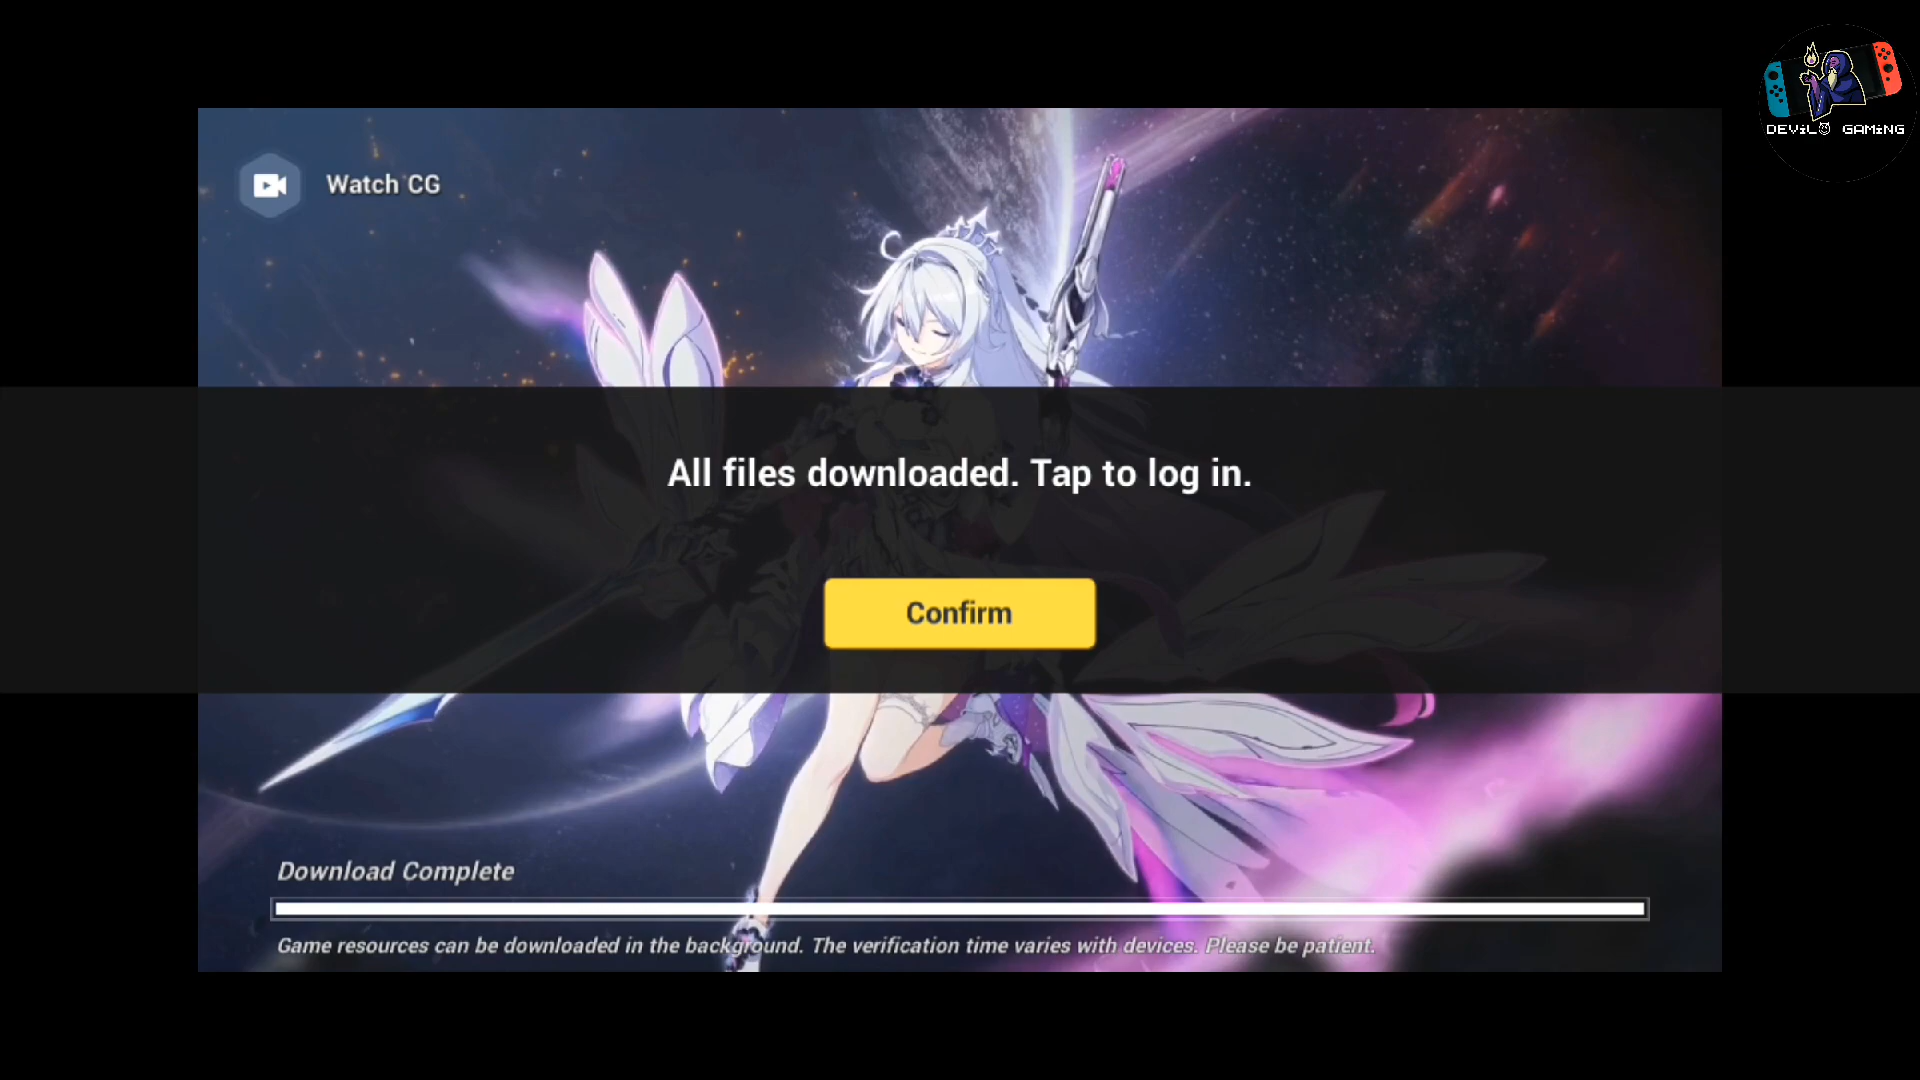 DEViL GAMiNG
Watch CG
All files downloaded. Tap to log in.
Confirm
Download Complete
Game resources can be downloaded in the background. The verification time varies with devices. Please be patient.